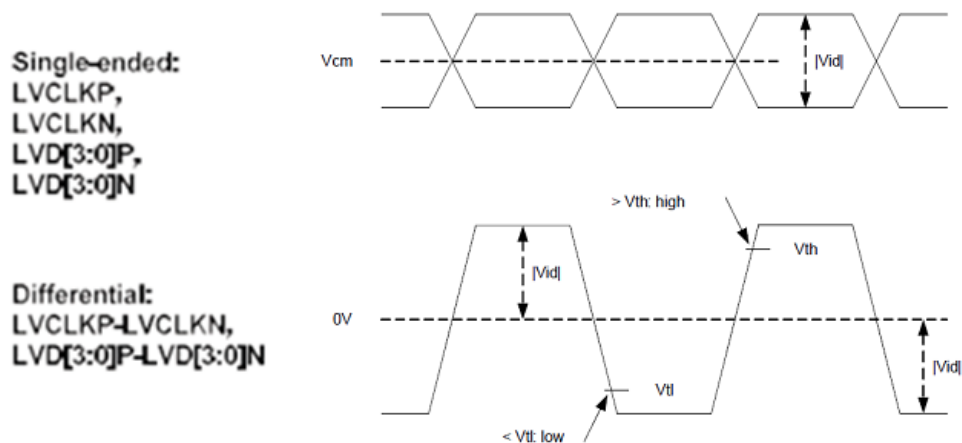 Single-ended:
LVCLKP,
LVCLKN,
LVD[3:0]P,
LVD[3:0]N
Vcm
|Vid|
Differential:
LVCLKP-LVCLKN,
LVD[3:0]P-LVD[3:0]N
> Vth: high
|Vid|
Vth
0V
|Vid|
Vtl
< Vtl: low